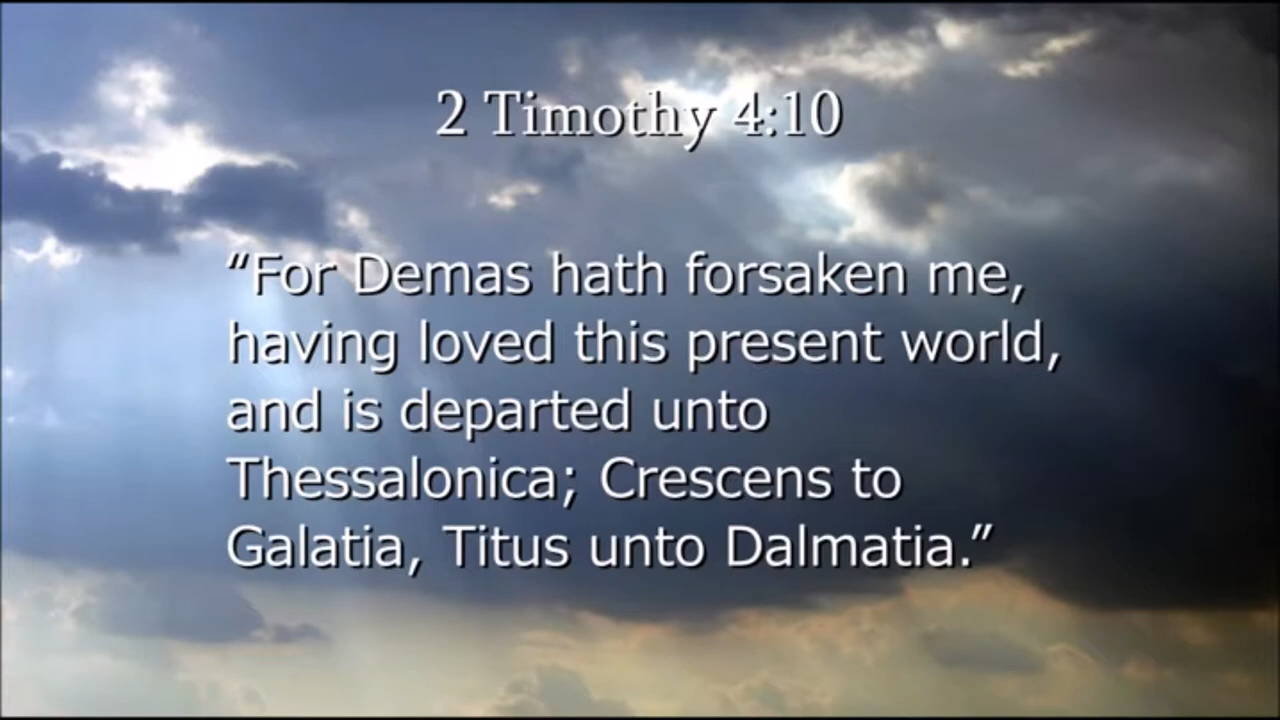 2 Timothy 4:10
“For Demas hath forsaken me,
having loved this present world,
and is departed unto
Thessalonica; Crescens to
Galatia, Titus unto Dalmatia.”